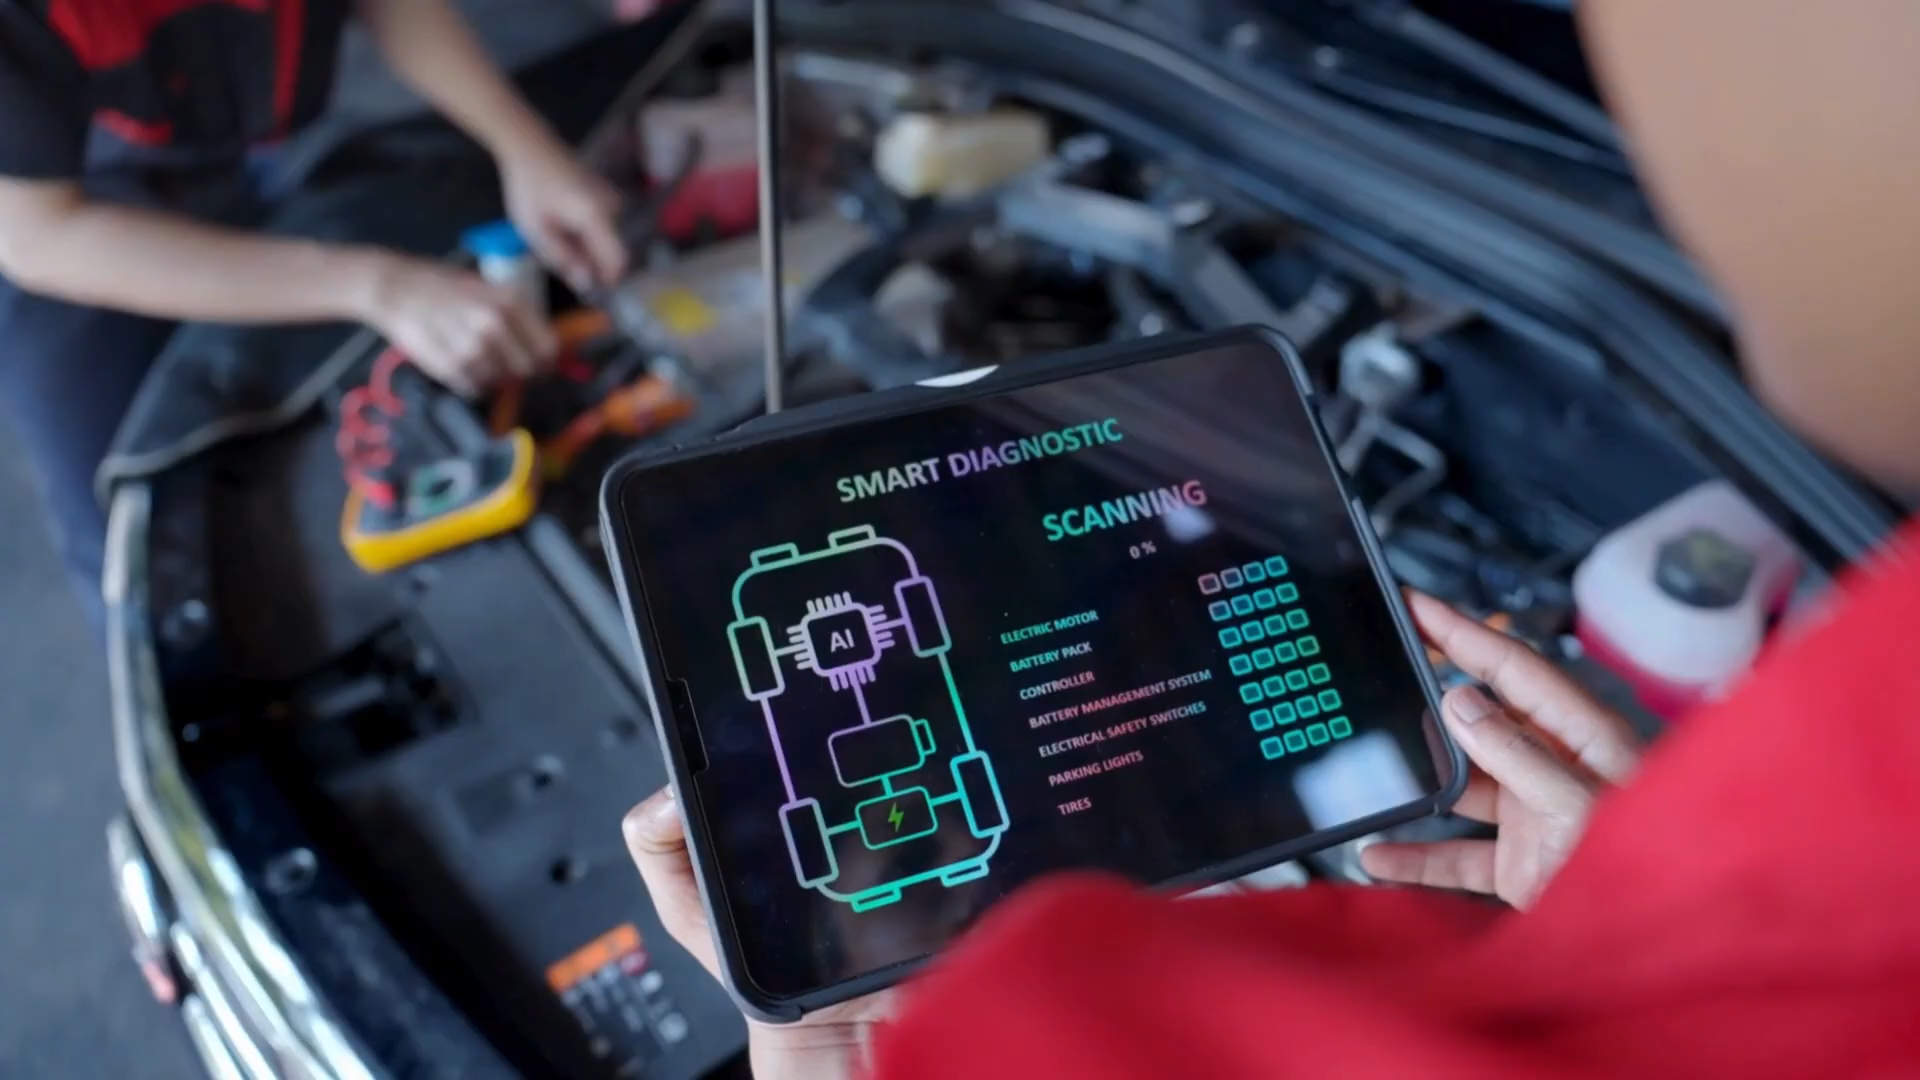 SMART DIAGNOSTIC
SCANNING
0 %
AI
ELECTRIC MOTOR
BATTERY PACK
CONTROLLER
BATTERY MANAGEMENT SYSTEM
ELECTRICAL SAFETY SWITCHES
PARKING LIGHTS
TIRES